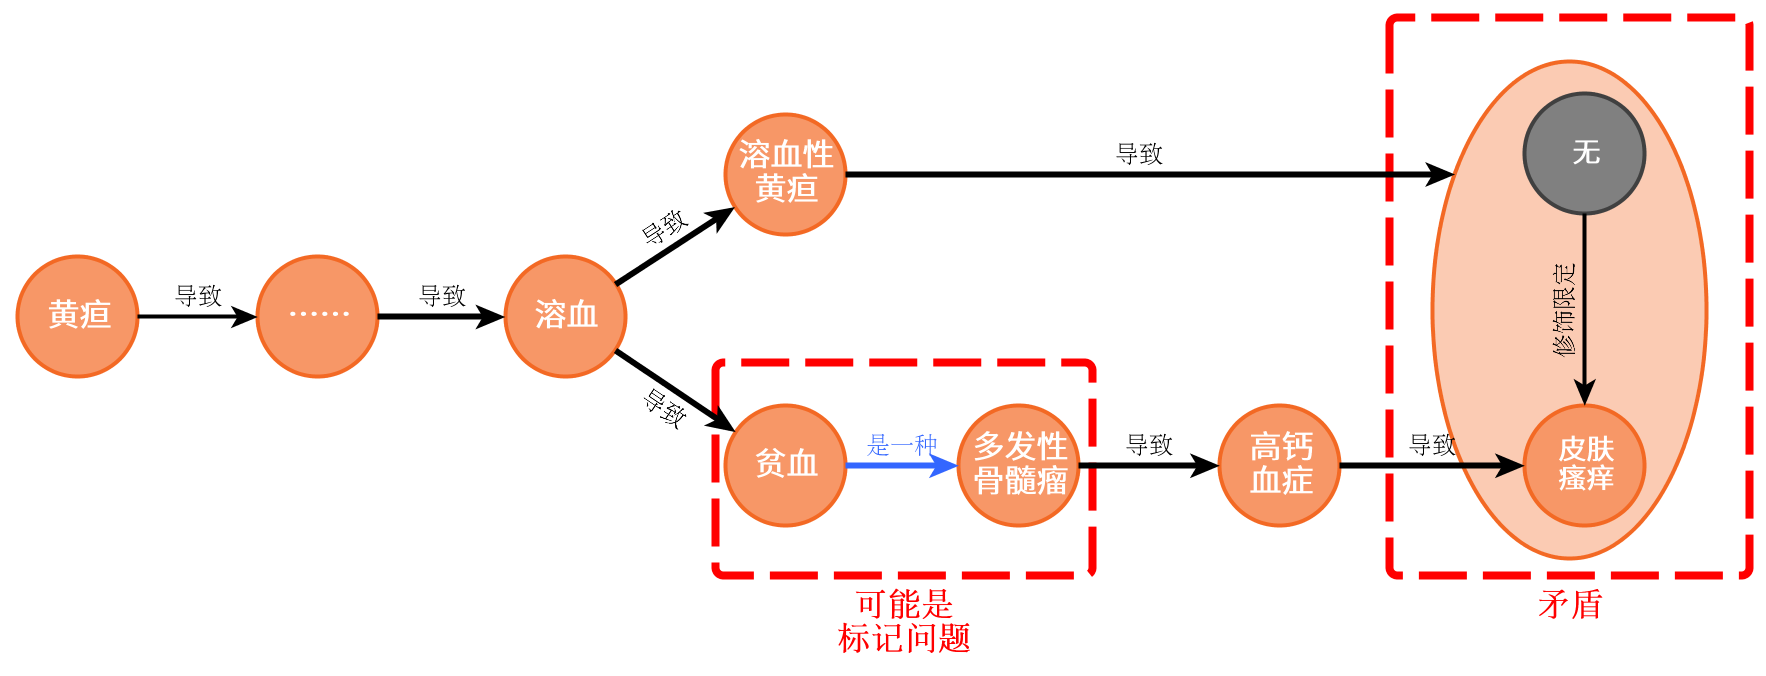 黄疸
导致
……
导致
溶血
导致
溶血性
黄疸
导致
无
修饰限定
导致
贫血
是一种
多发性
骨髓瘤
导致
高钙
血症
导致
皮肤
瘙痒
可能是
标记问题
矛盾